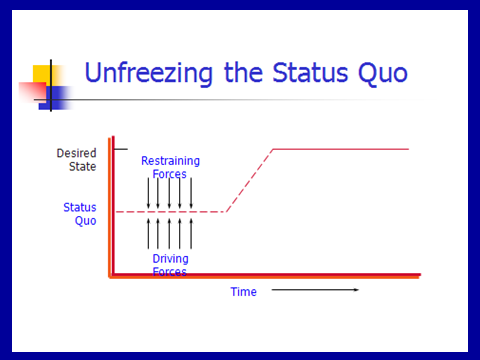 Unfreezing the Status Quo
Desired
State
Restraining
Forces
Status
Quo
Driving
Forces
Time